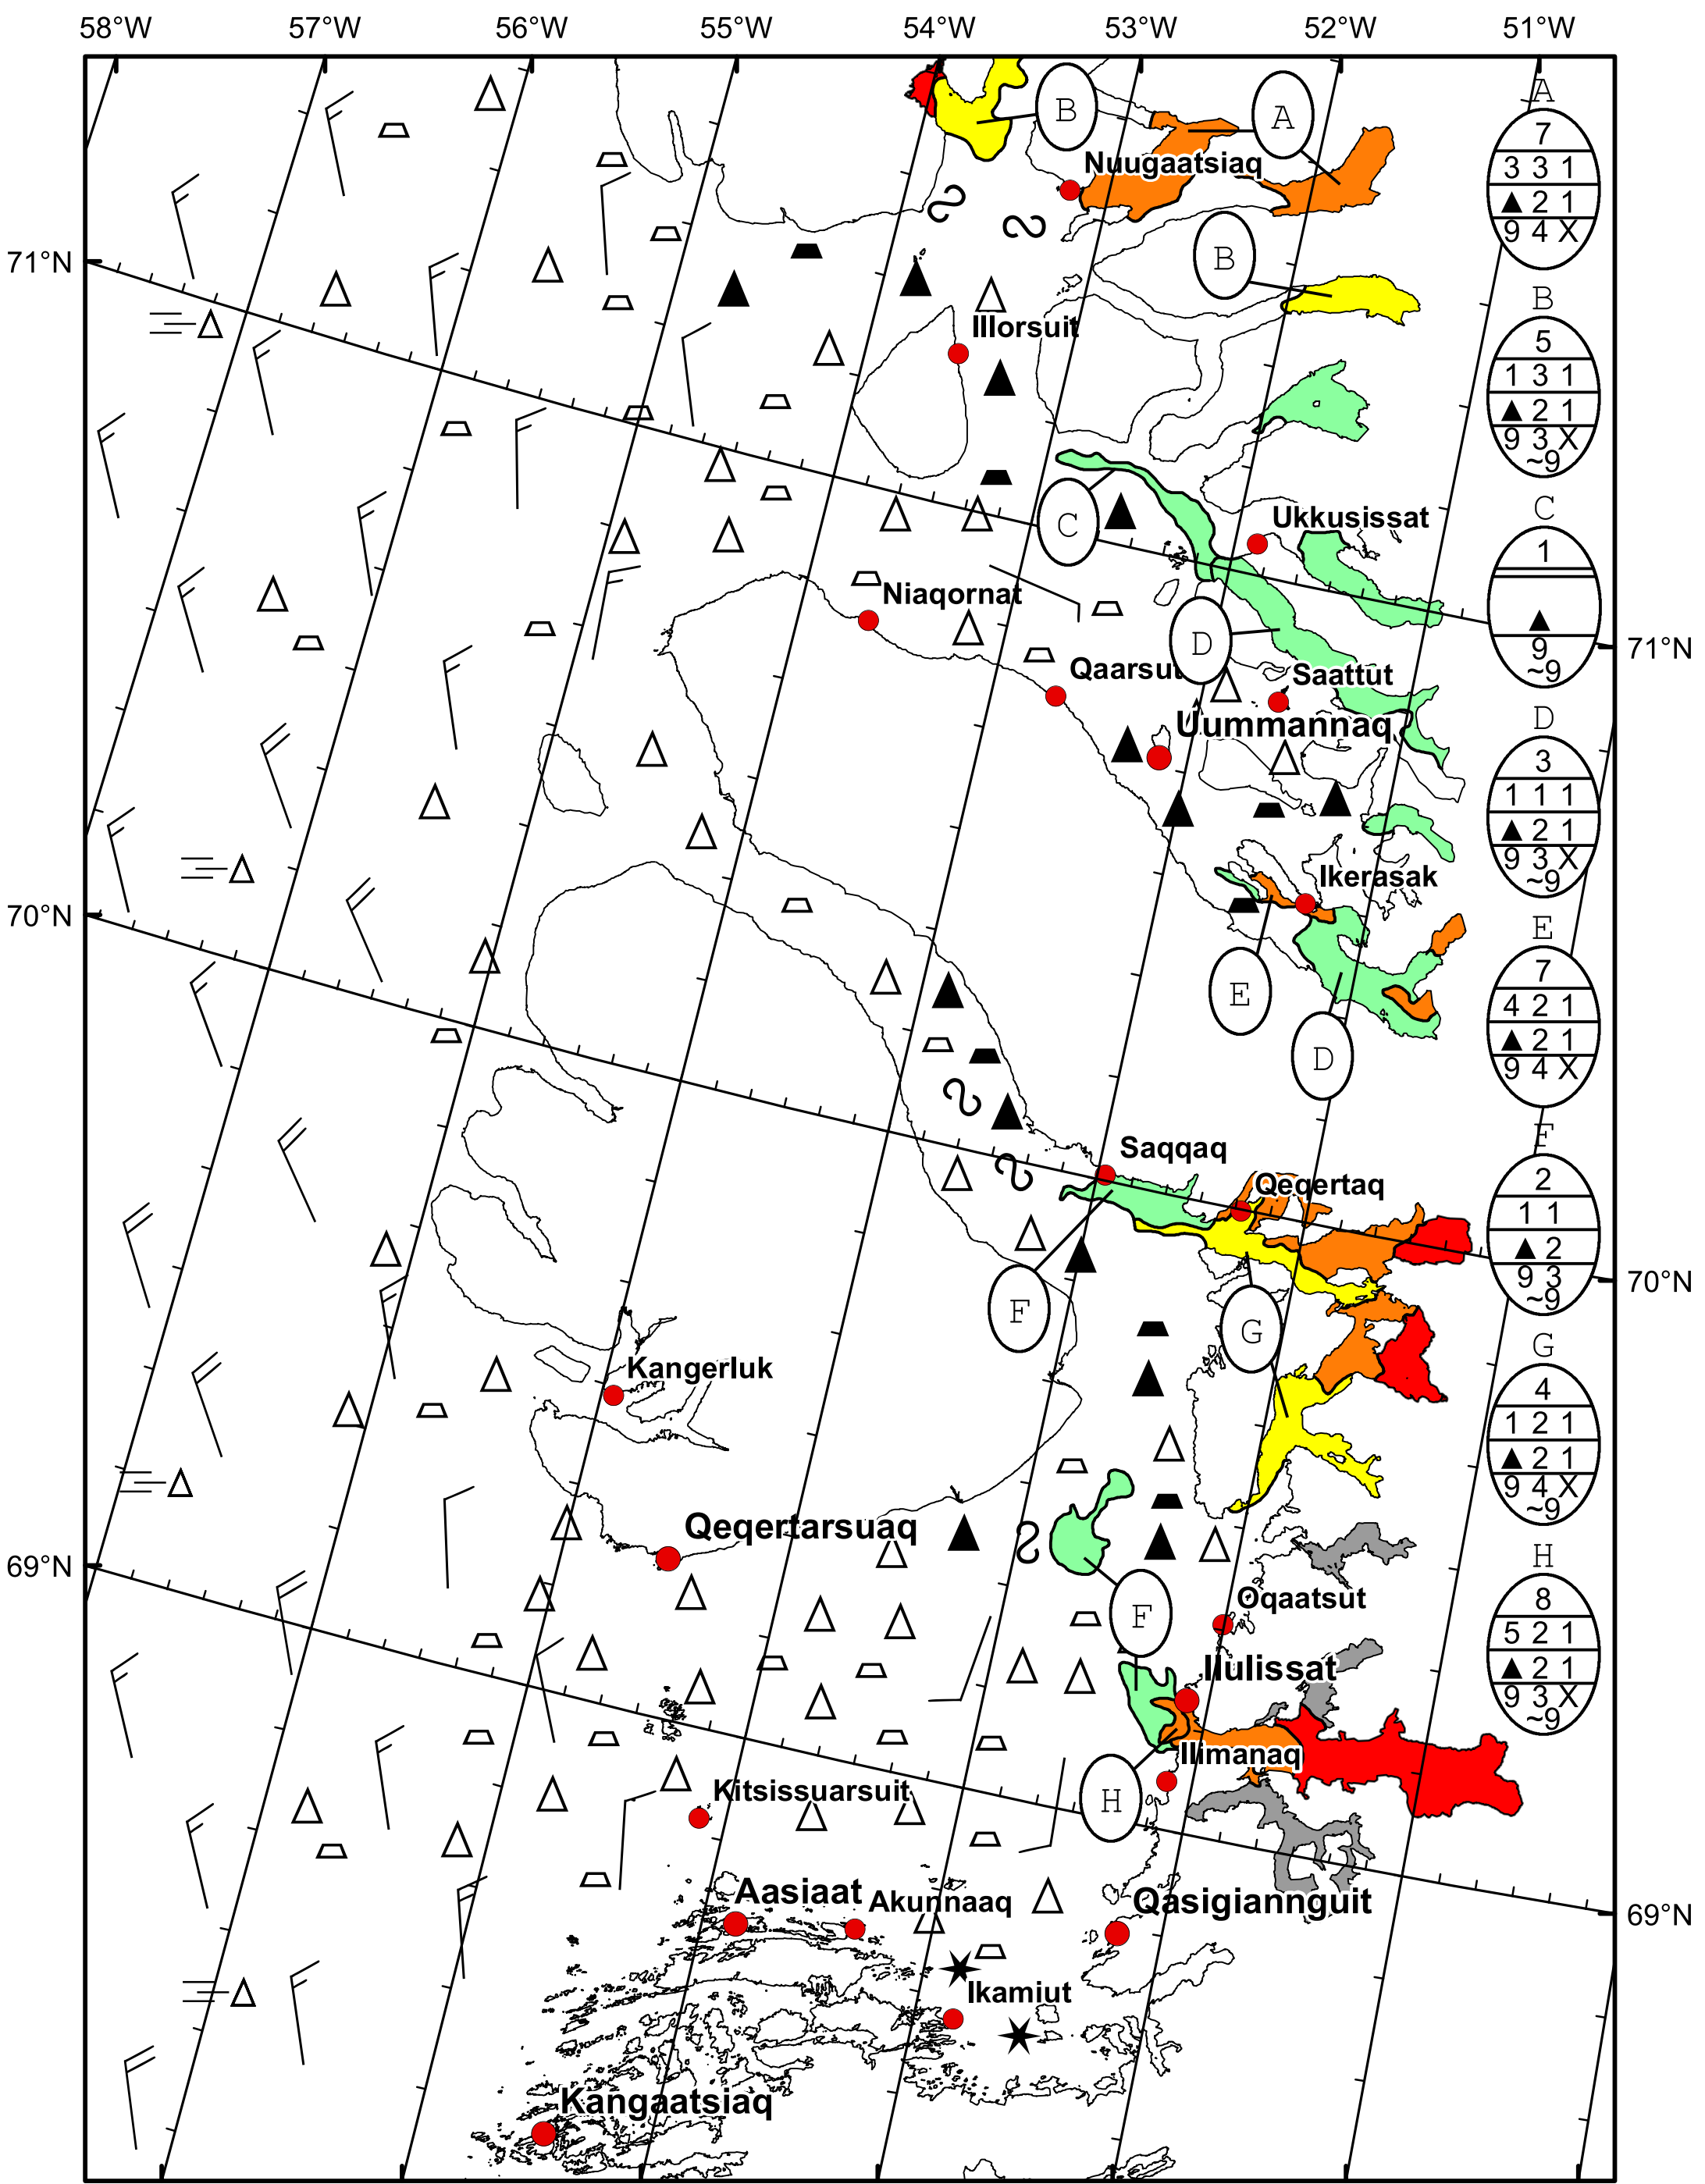 58°W 57°W 56°W 55°W 54°W 53°W 52°W 51°W
A
7
3 3 1
▲ 2 1
9 4 X
B
A
Nuugaatsiaq
B
71°N
B
5
1 3 1
▲ 2 1
9 3 X
~9
Illorsuit
C
1
▲
9
~9
C
Ukkusissat
Niaqornat
D
71°N
Qaarsut
Saattut
Uummannaq
D
3
1 1 1
▲ 2 1
9 3 X
~9
Ikerasak
70°N
E
7
4 2 1
▲ 2 1
9 4 X
E
D
Saqqaq
Qeqertaq
F
2
1 1
▲ 2
9 3
~9
70°N
F
G
Kangerluk
G
4
1 2 1
▲ 2 1
9 4 X
~9
Qeqertarsuaq
69°N
H
8
5 2 1
▲ 2 1
9 3 X
~9
Oqaatsut
F
Ilulissat
Ilimanaq
H
Kitsissuarsuit
Aasiaat
Akunnaaq
Qasigiannguit
69°N
Ikamiut
Kangaatsiaq